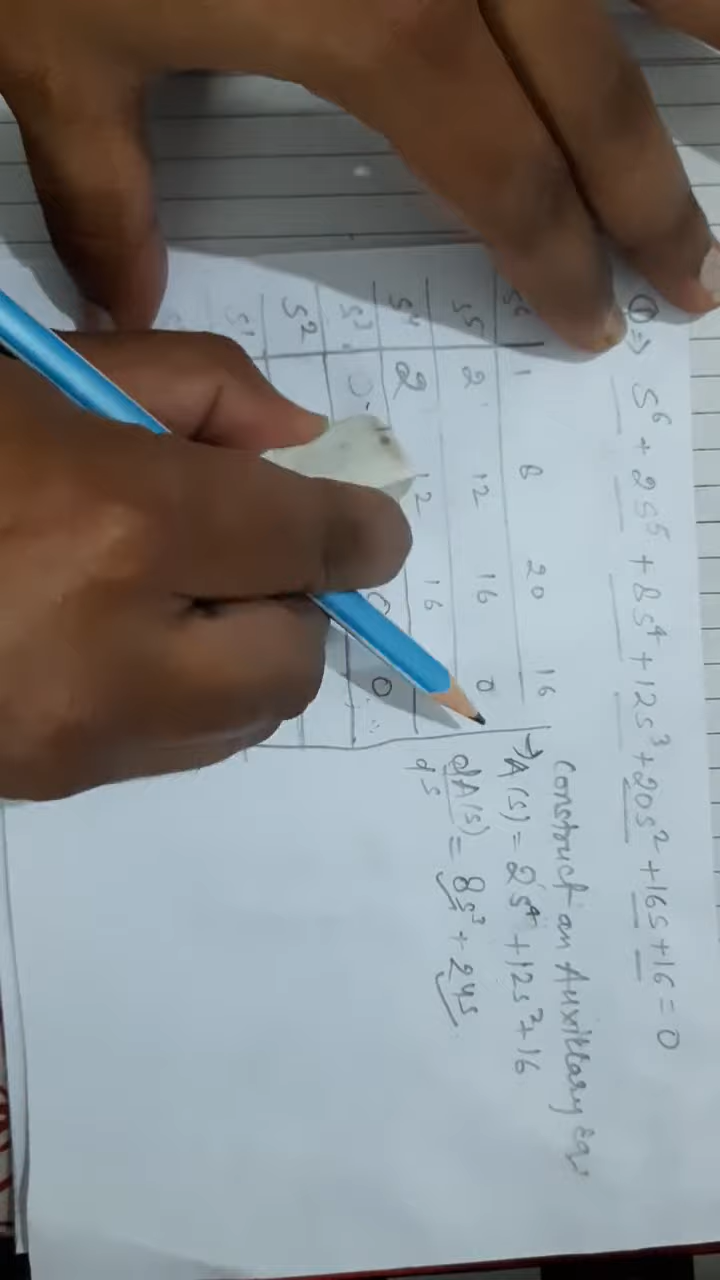 ①⇒ S⁶ + 2S⁵ + 8S⁴ + 12S³ + 20S² + 16S + 16 = 0
S⁶ 1 8 20 16
S⁵ 2 12 16 0
S⁴ 2 12 16
S³ 0 0 0
S²
S¹
Construct an Auxillary Eqn
→ A(S) = 2S⁴ + 12S² + 16
dA(S)/dS = 8S³ + 24S